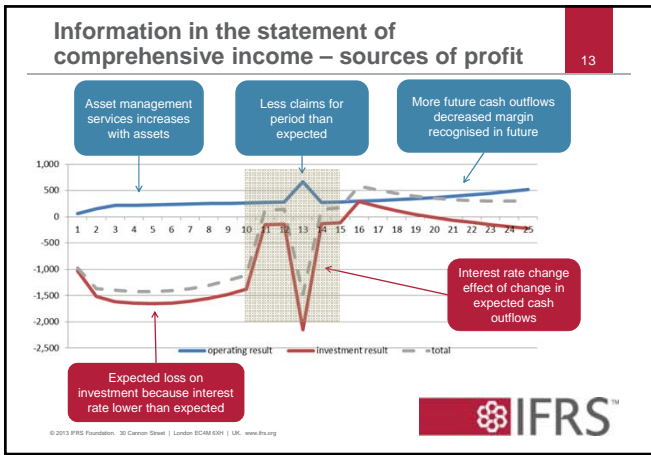 Information in the statement of
comprehensive income – sources of profit
13
Asset management
services increases
with assets
Less claims for
period than
expected
More future cash outflows
decreased margin
recognised in future
1,000
500
0
-500
-1,000
-1,500
-2,000
-2,500
1 2 3 4 5 6 7 8 9 10 11 12 13 14 15 16 17 18 19 20 21 22 23 24 25
Interest rate change
effect of change in
expected cash
outflows
operating result investment result total
Expected loss on
investment because interest
rate lower than expected
IFRS™
© 2013 IFRS Foundation. 30 Cannon Street | London EC4M 6XH | UK. www.ifrs.org